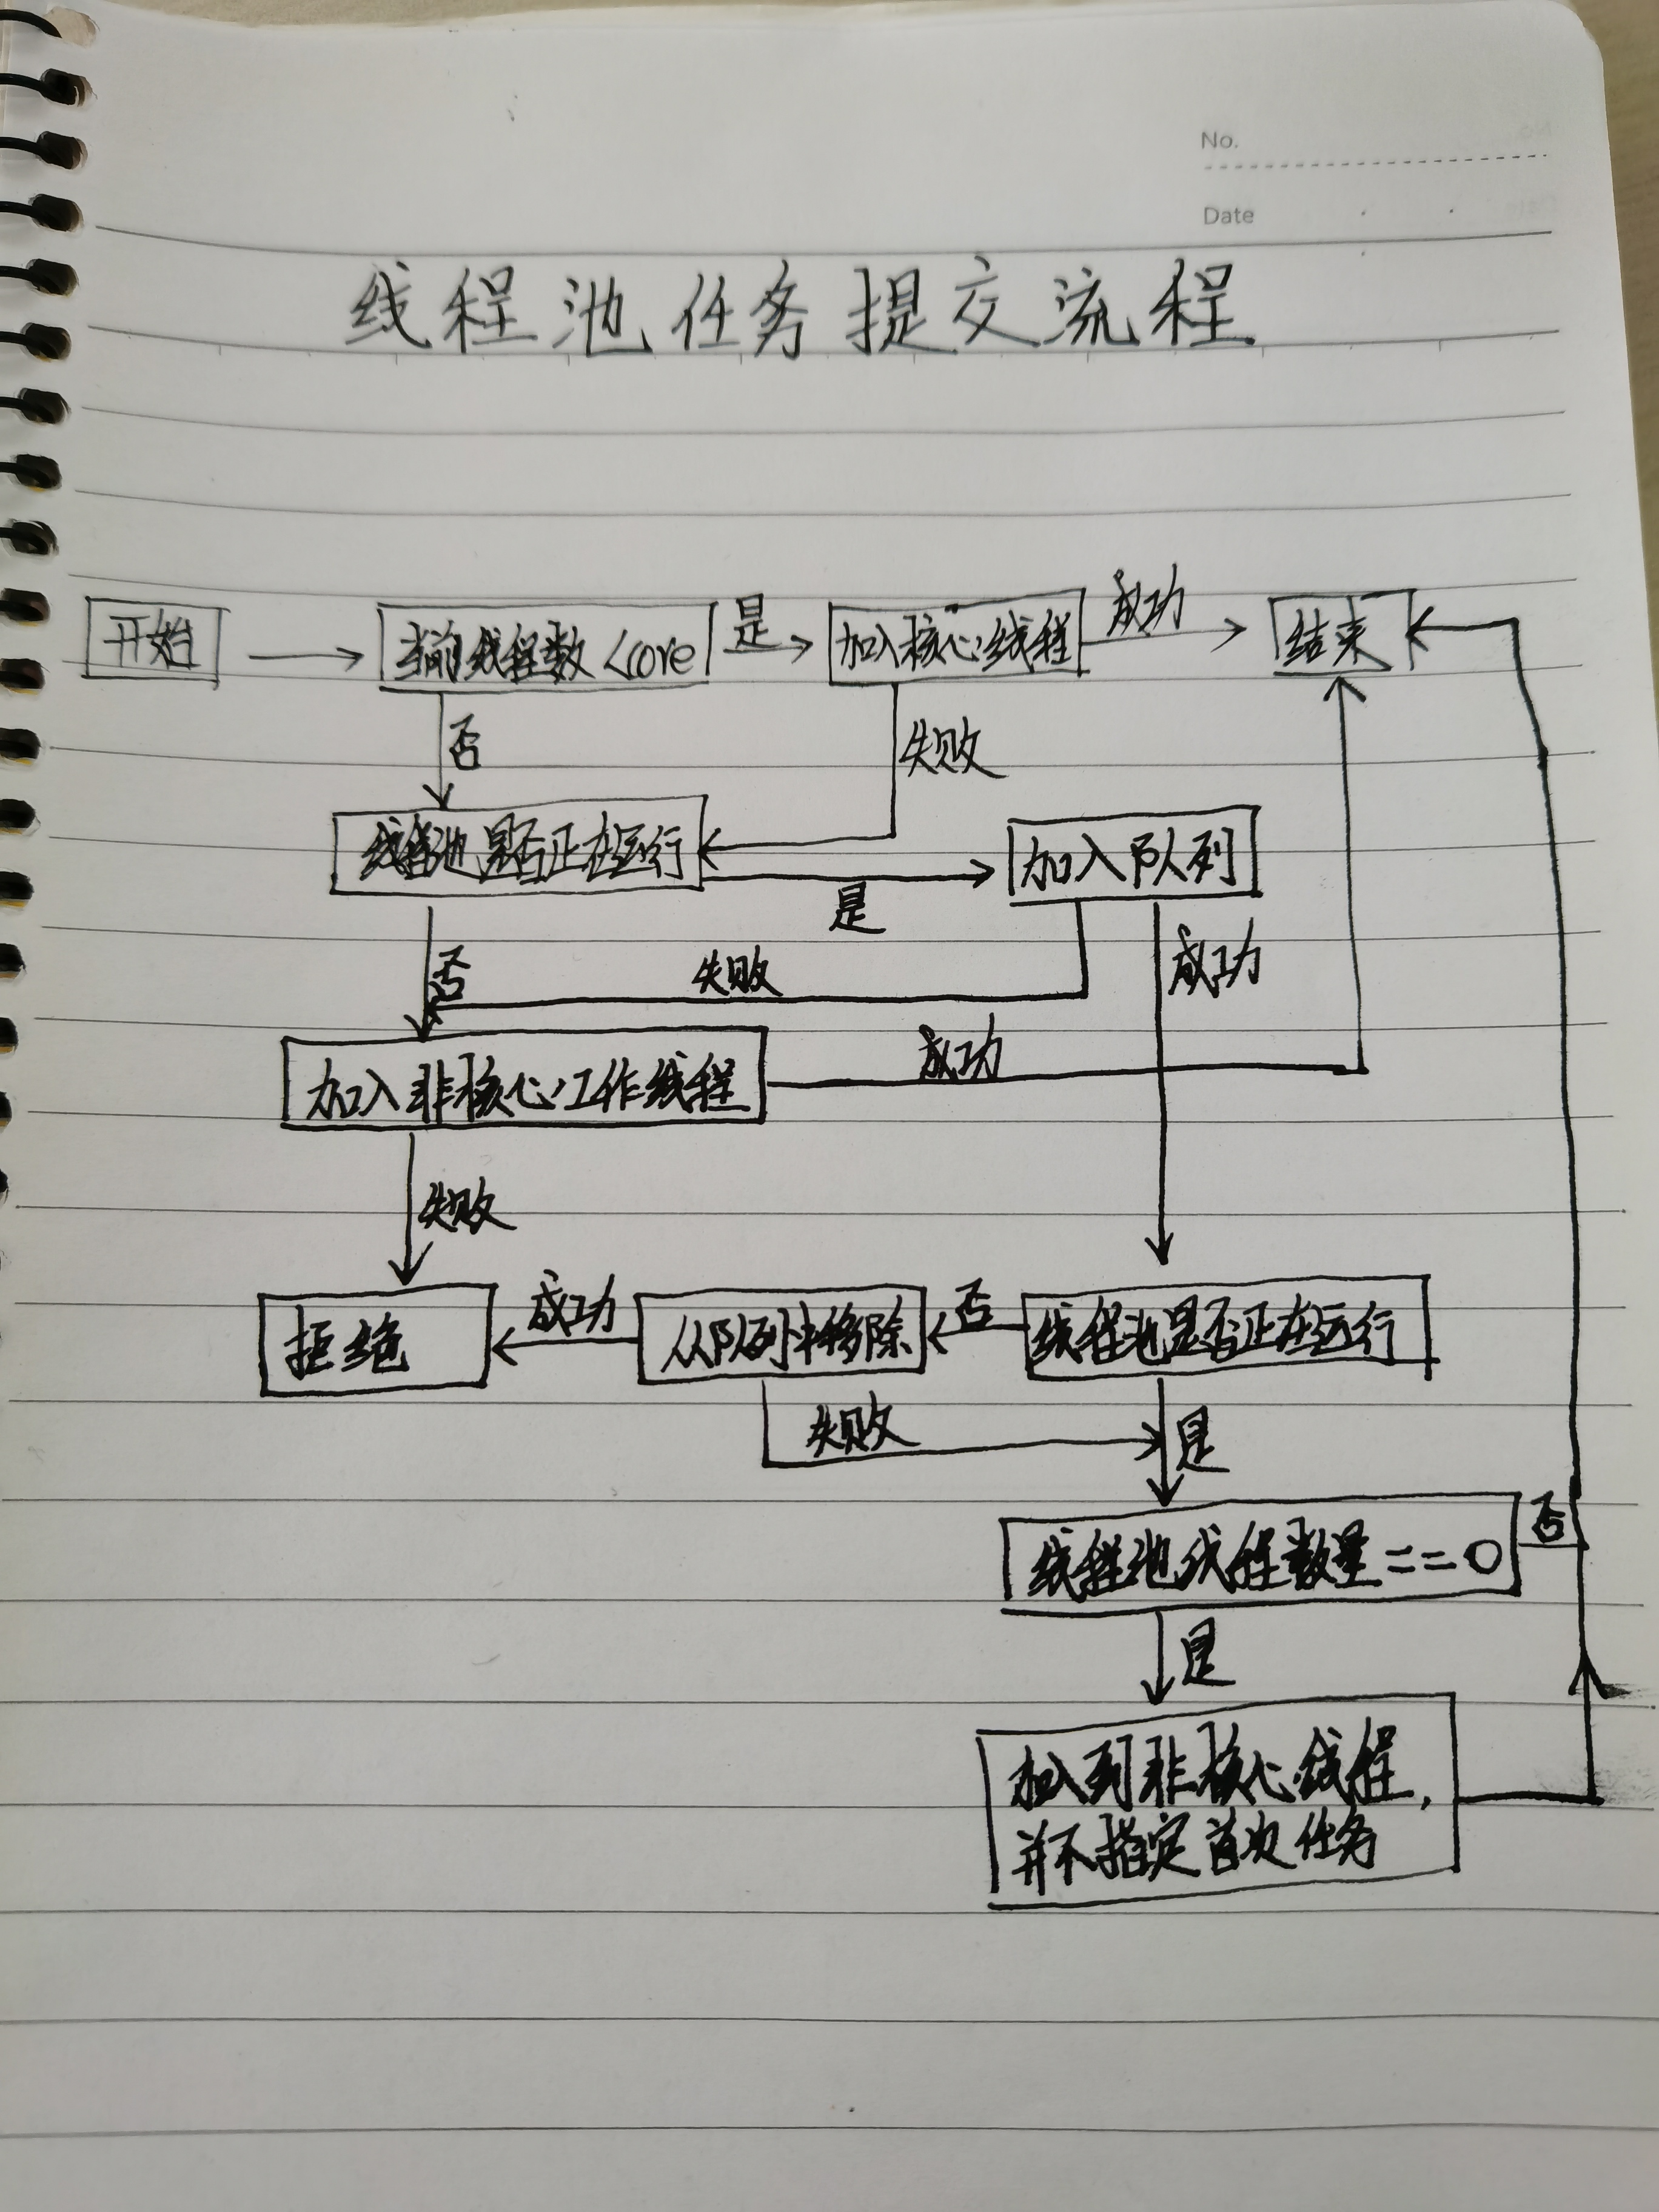 No.
Date
线程池任务提交流程
开始
当前线程数<core
是
加入核心线程
成功
结束
否
失败
线程池是否正在运行
是
加入队列
否
失败
成功
加入非核心工作线程
成功
失败
拒绝
成功
从队列中移除
否
线程池是否正在运行
失败
是
线程池线程数量==0
否
是
加入到非核心线程,
并不指定首次任务